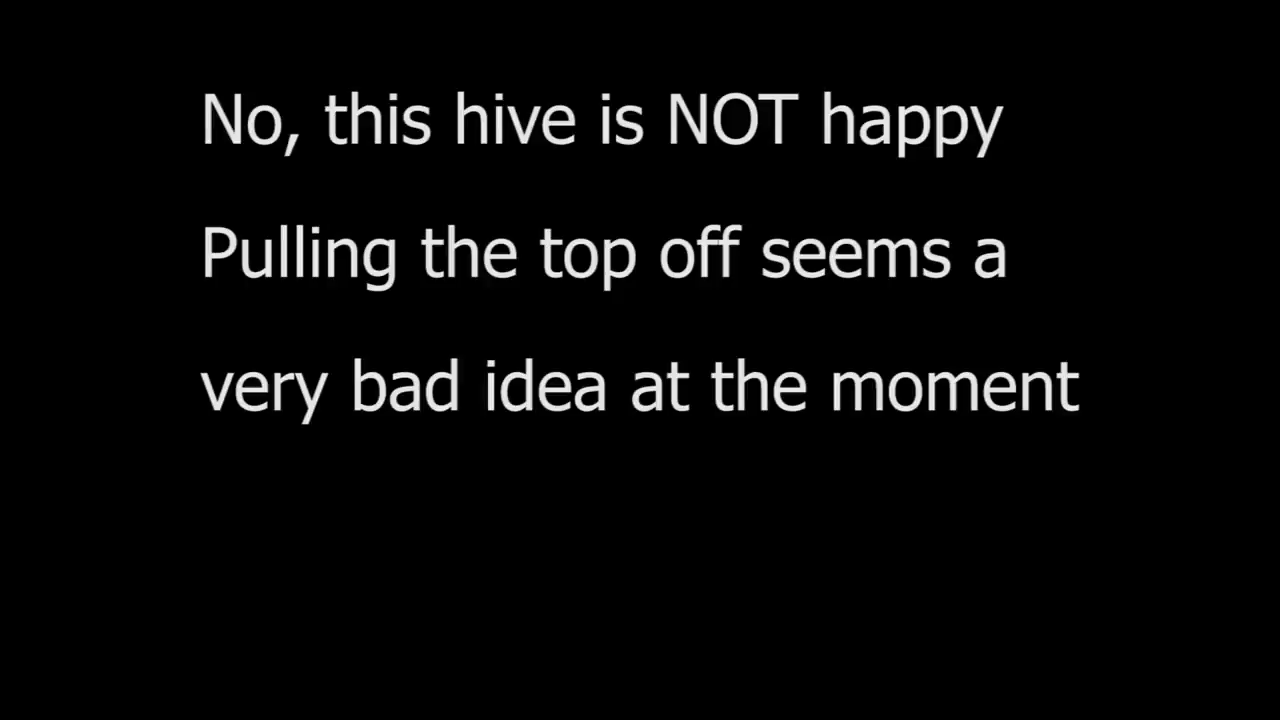 No, this hive is NOT happy
Pulling the top off seems a
very bad idea at the moment